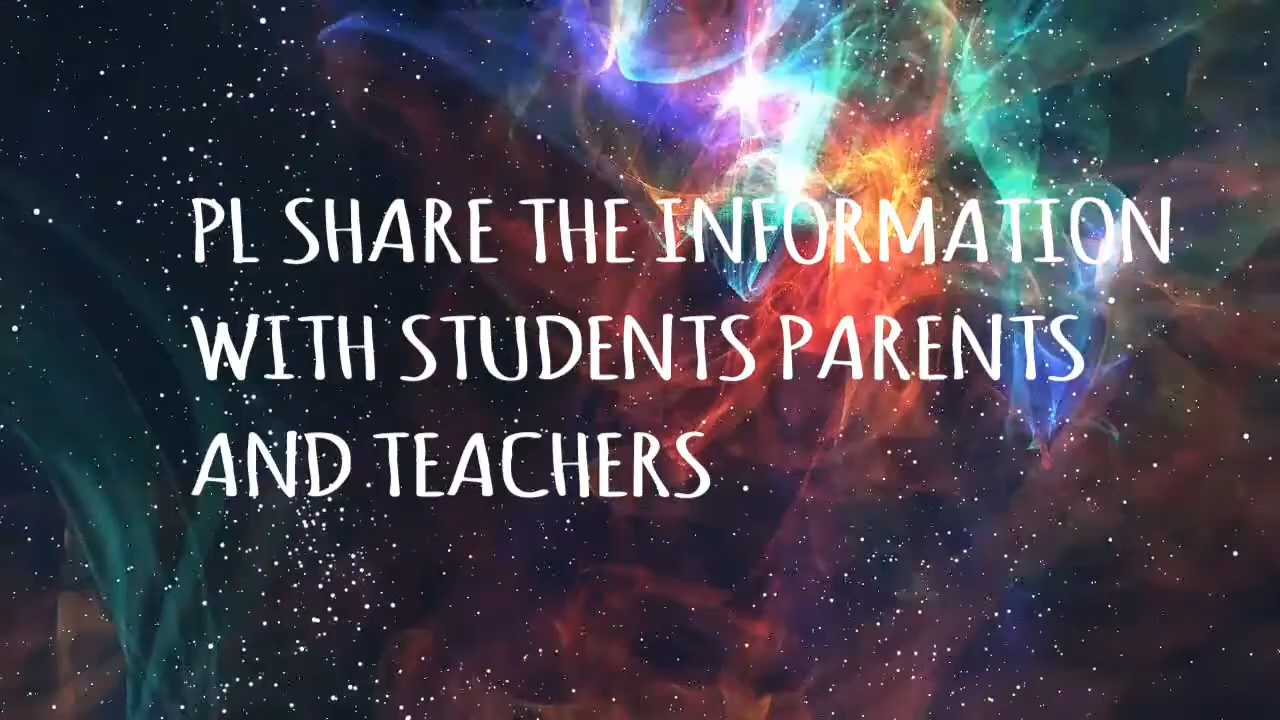 PL SHARE THE INFORMATION
WITH STUDENTS PARENTS
AND TEACHERS